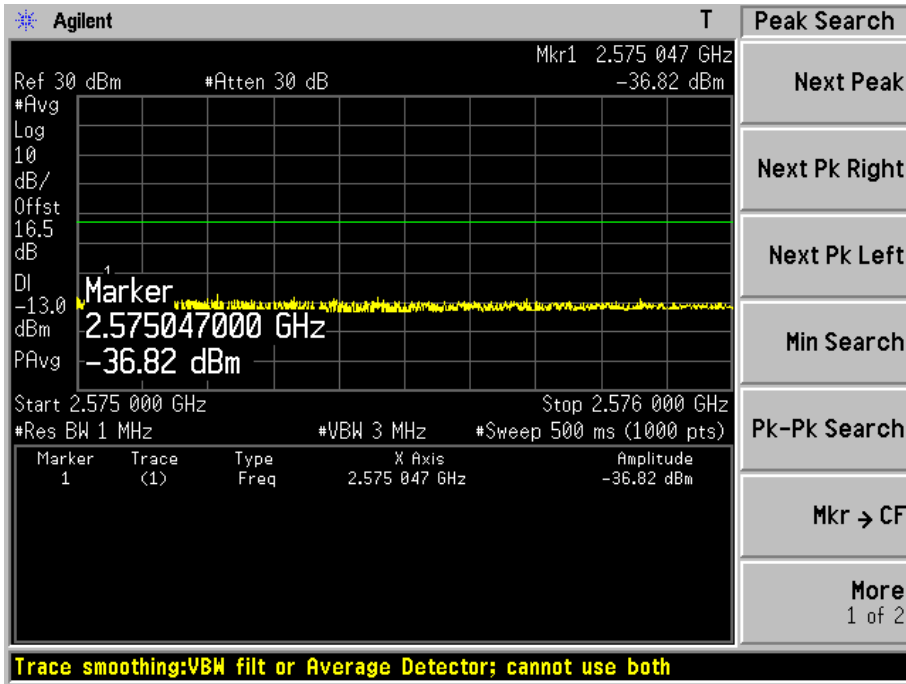 Agilent T Peak Search
Mkr1 2.575 047 GHz
Ref 30 dBm #Atten 30 dB -36.82 dBm
#Avg
Log
10
dB/
Offst
16.5
dB
DI
-13.0
dBm
PAvg
1
Marker
2.575047000 GHz
-36.82 dBm
Start 2.575 000 GHz Stop 2.576 000 GHz
#Res BW 1 MHz #VBW 3 MHz #Sweep 500 ms (1000 pts)
Marker Trace Type X Axis Amplitude
1 (1) Freq 2.575 047 GHz -36.82 dBm
Next Peak
Next Pk Right
Next Pk Left
Min Search
Pk-Pk Search
Mkr → CF
More
1 of 2
Trace smoothing:VBW filt or Average Detector; cannot use both